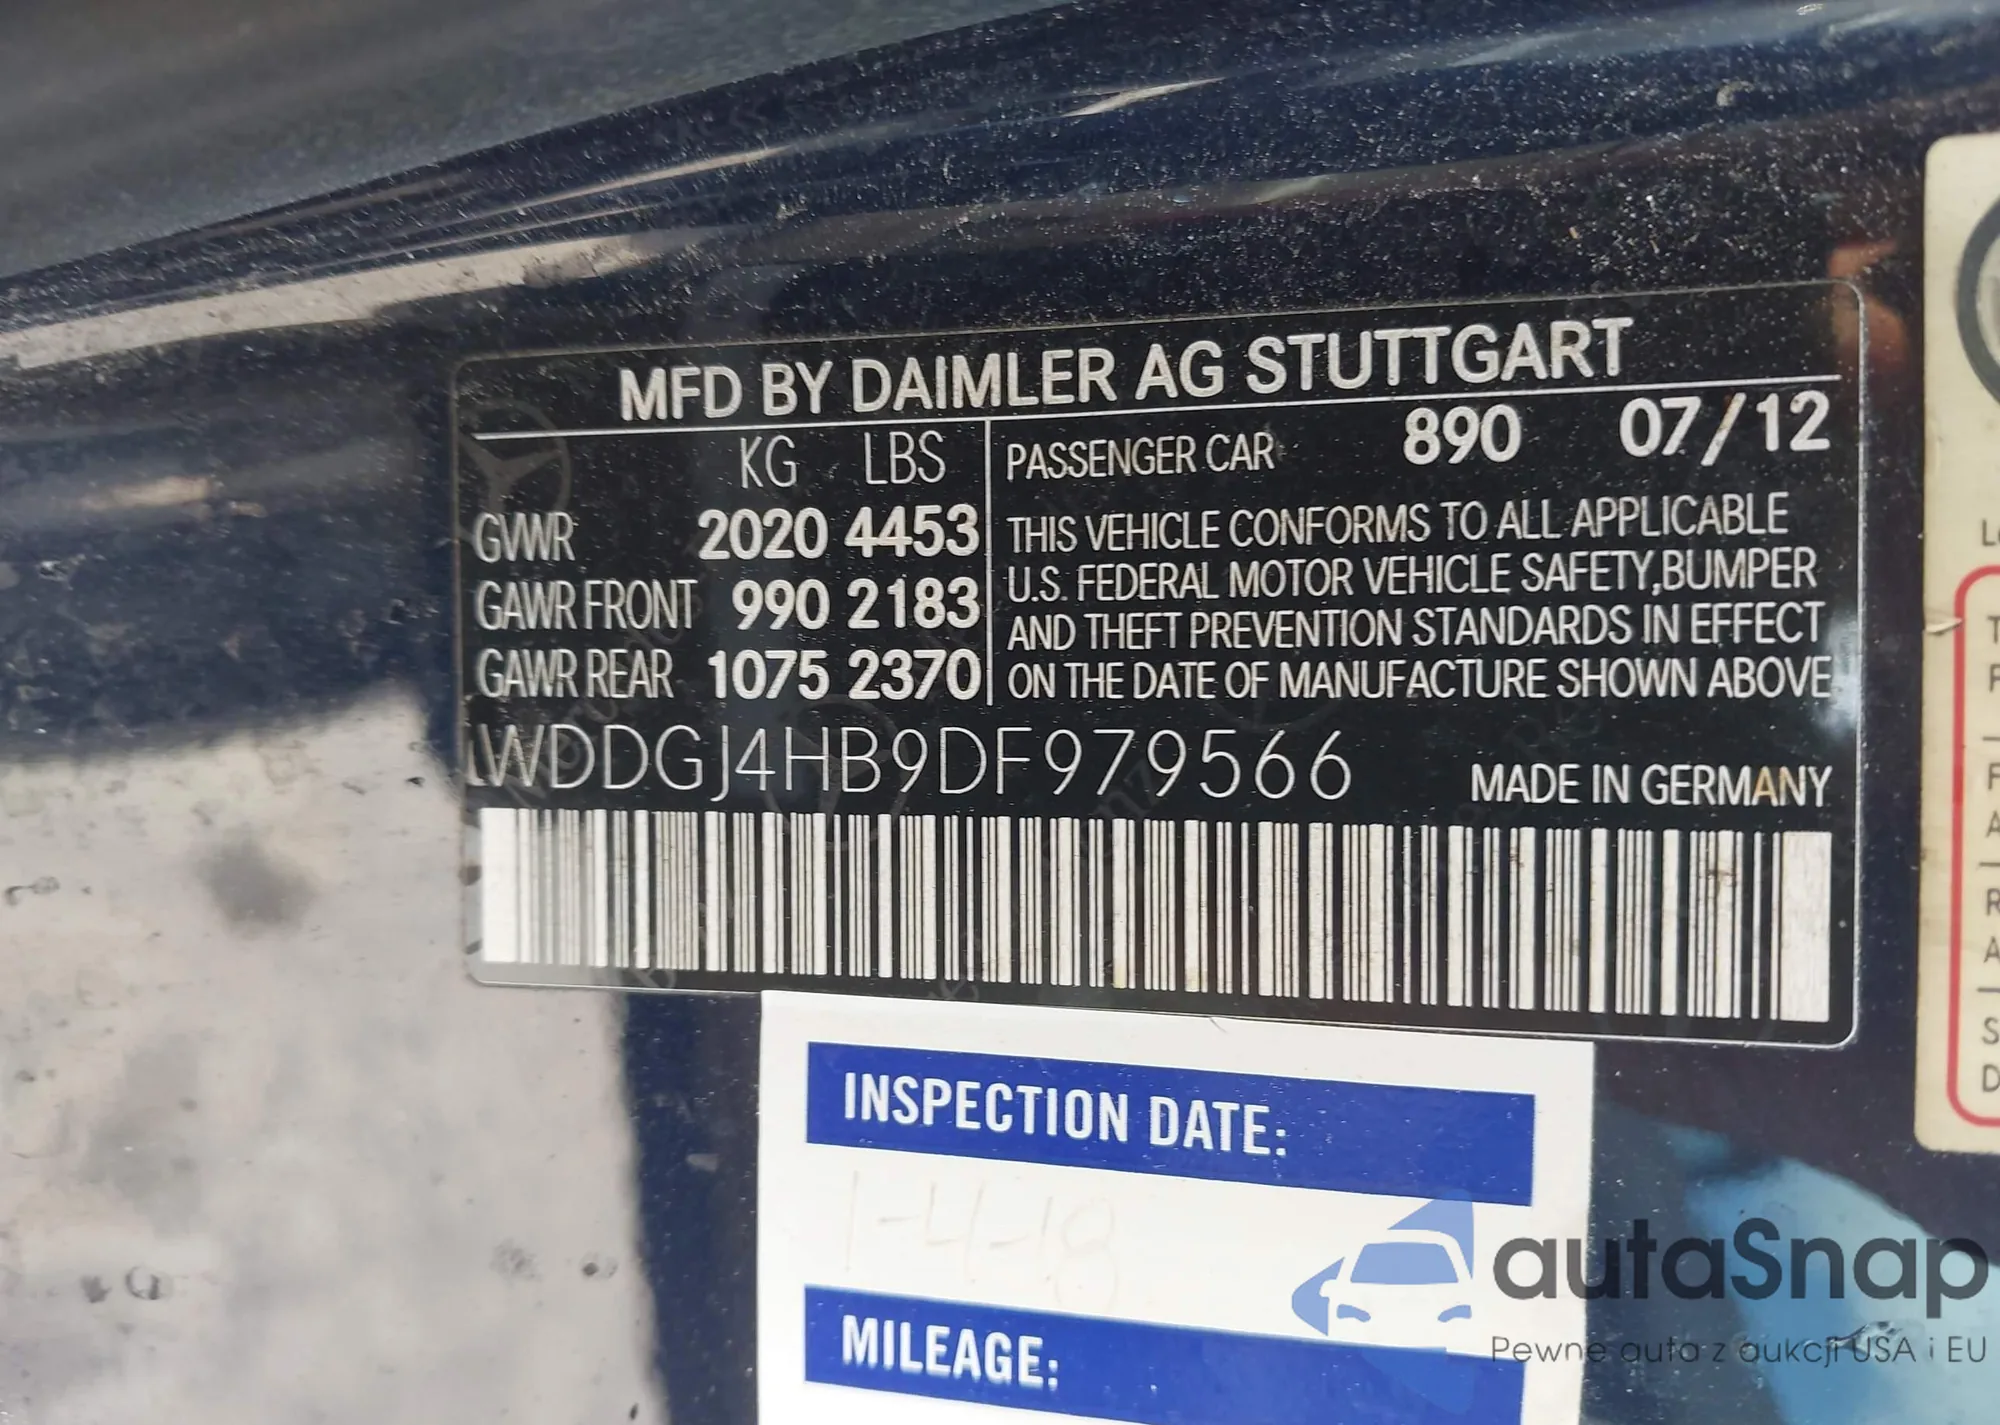 MFD BY DAIMLER AG STUTTGART
KG LBS
GVWR 2020 4453
GAWR FRONT 990 2183
GAWR REAR 1075 2370
PASSENGER CAR 890 07/12
THIS VEHICLE CONFORMS TO ALL APPLICABLE
U.S. FEDERAL MOTOR VEHICLE SAFETY,BUMPER
AND THEFT PREVENTION STANDARDS IN EFFECT
ON THE DATE OF MANUFACTURE SHOWN ABOVE
WDDGJ4HB9DF979566
MADE IN GERMANY
INSPECTION DATE:
1-4-18
MILEAGE:
autaSnap
Pewne auta z aukcji USA i EU